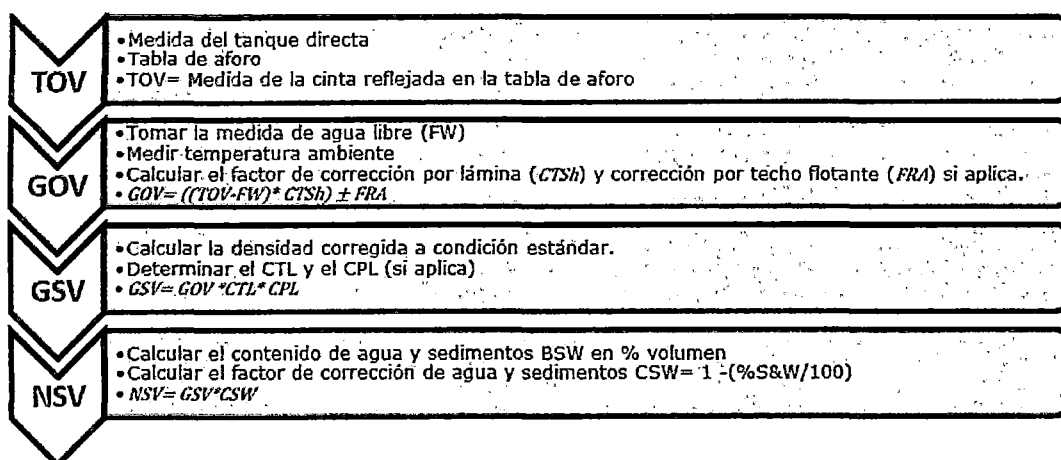 TOV
•Medida del tanque directa
•Tabla de aforo
•TOV= Medida de la cinta reflejada en la tabla de aforo
GOV
•Tomar la medida de agua libre (FW)
•Medir temperatura ambiente
•Calcular el factor de corrección por lámina (CTSh) y corrección por techo flotante (FRA) si aplica.
• GOV= ((TOV-FW)* CTSh) ± FRA
GSV
•Calcular la densidad corregida a condición estándar.
•Determinar el CTL y el CPL (si aplica)
• GSV= GOV *CTL* CPL
NSV
•Calcular el contenido de agua y sedimentos BSW en % volumen
•Calcular el factor de corrección de agua y sedimentos CSW= 1 -(%S&W/100)
• NSV= GSV*CSW